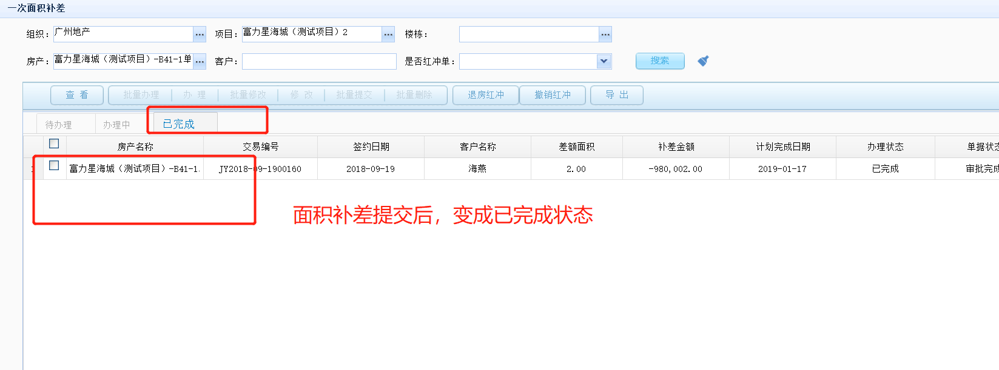 一次面积补差
组织： 广州地产 ... 项目： 富力星海城（测试项目）2 ... 楼栋： ...
房产： 富力星海城（测试项目）-B41-1单 ... 客户： 是否红冲单： 搜索
查 看 批量办理 办 理 批量修改 修 改 批量提交 批量删除 退房红冲 撤销红冲 导 出
待办理 办理中 已完成
房产名称 交易编号 签约日期 客户名称 差额面积 补差金额 计划完成日期 办理状态 单据状态
富力星海城（测试项目）-B41-1. JY2018-09-1900160 2018-09-19 海燕 2.00 -980,002.00 2019-01-17 已完成 审批完成
面积补差提交后，变成已完成状态